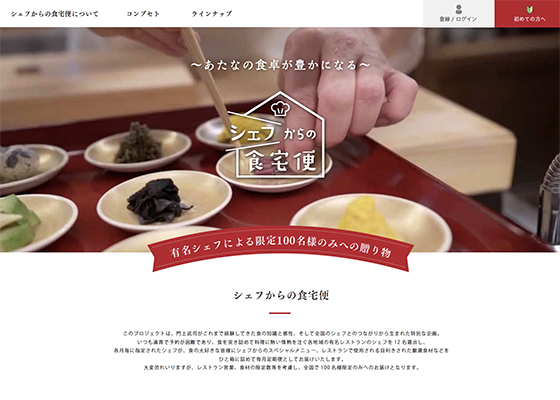 シェフからの食宅便について　コンプセト　ラインナップ
登録 / ログイン
初めての方へ
〜あたなの食卓が豊かになる〜
シェフからの
食宅便
有名シェフによる限定100名様のみへの贈り物
シェフからの食宅便
このプロジェクトは、門上武司がこれまで経験してきた食の知識と感性、そして全国のシェフとのつながりから生まれた特別な企画。
いつも満席で予約が困難であり、食を突き詰めて料理に熱い情熱を注ぐ各地域の有名レストランのシェフを 12 名選出し、
各月毎に指定されたシェフが、食の大好きな皆様にシェフからのスペシャルメニュー、レストランで使用される目利きされた厳選食材などを
ひと箱に詰めて毎月定期便としてお届けいたします。
大変恐れいりますが、レストラン営業、食材の限定数等を考慮し、全国で 100 名様限定のみへのお届けとなります。